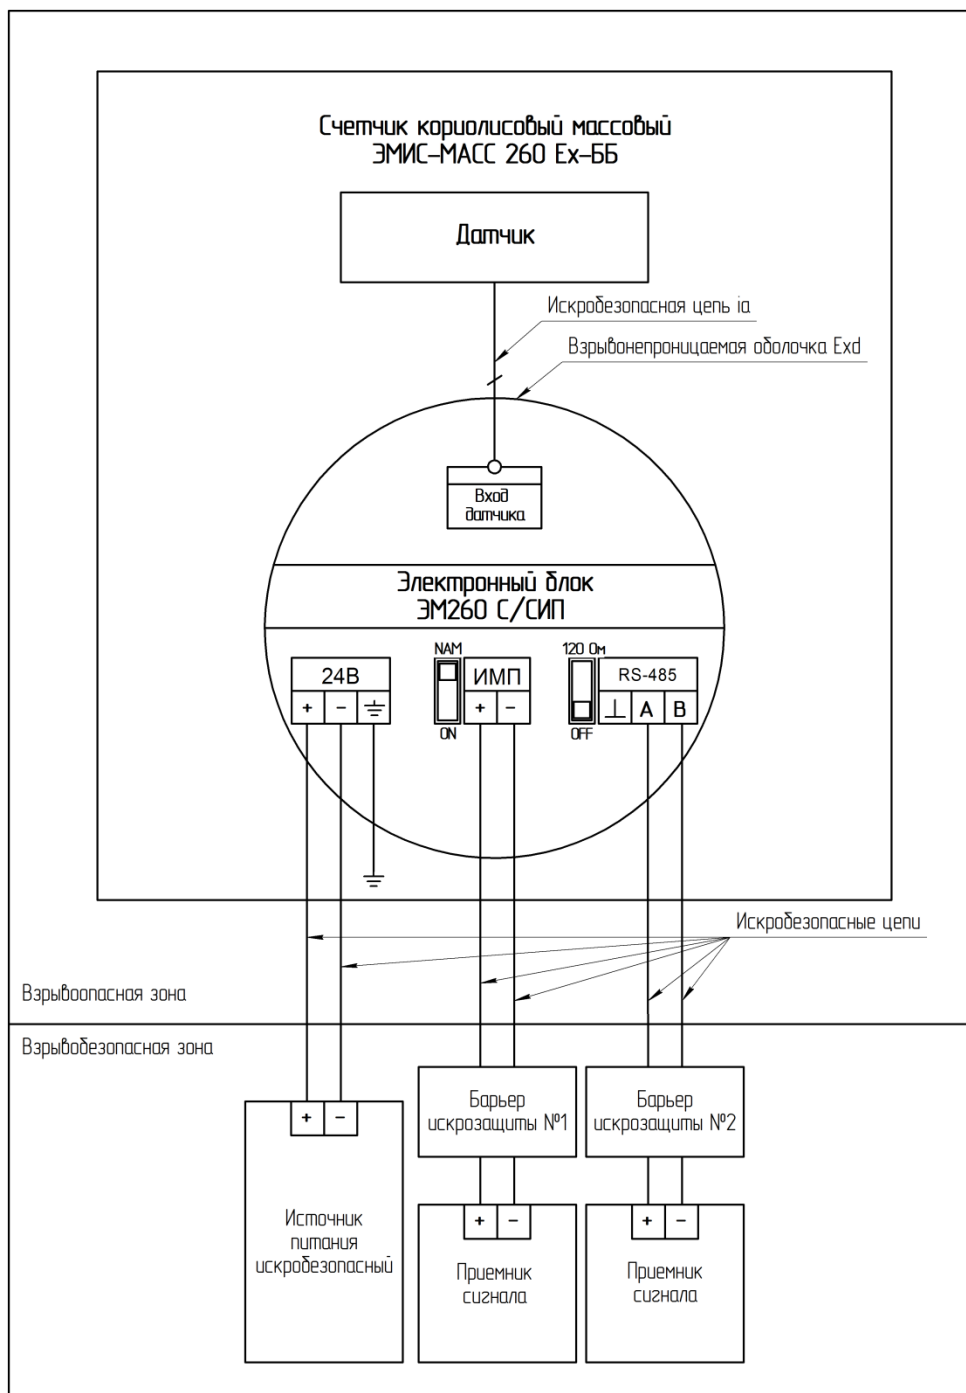 Счетчик кориолисовый массовый
ЭМИС-МАСС 260 Ех-ББ
Датчик
Искробезопасная цепь ia
Взрывонепроницаемая оболочка Exd
Вход
датчика
Электронный блок
ЭМ260 С/СИП
NAM
120 Ом
24В
ИМП
RS-485
+
−
+
−
A
B
ON
OFF
Искробезопасные цепи
Взрывоопасная зона
Взрывобезопасная зона
Барьер
искрозащиты №1
Барьер
искрозащиты №2
+
−
+
−
+
−
Источник
питания
искробезопасный
Приемник
сигнала
Приемник
сигнала